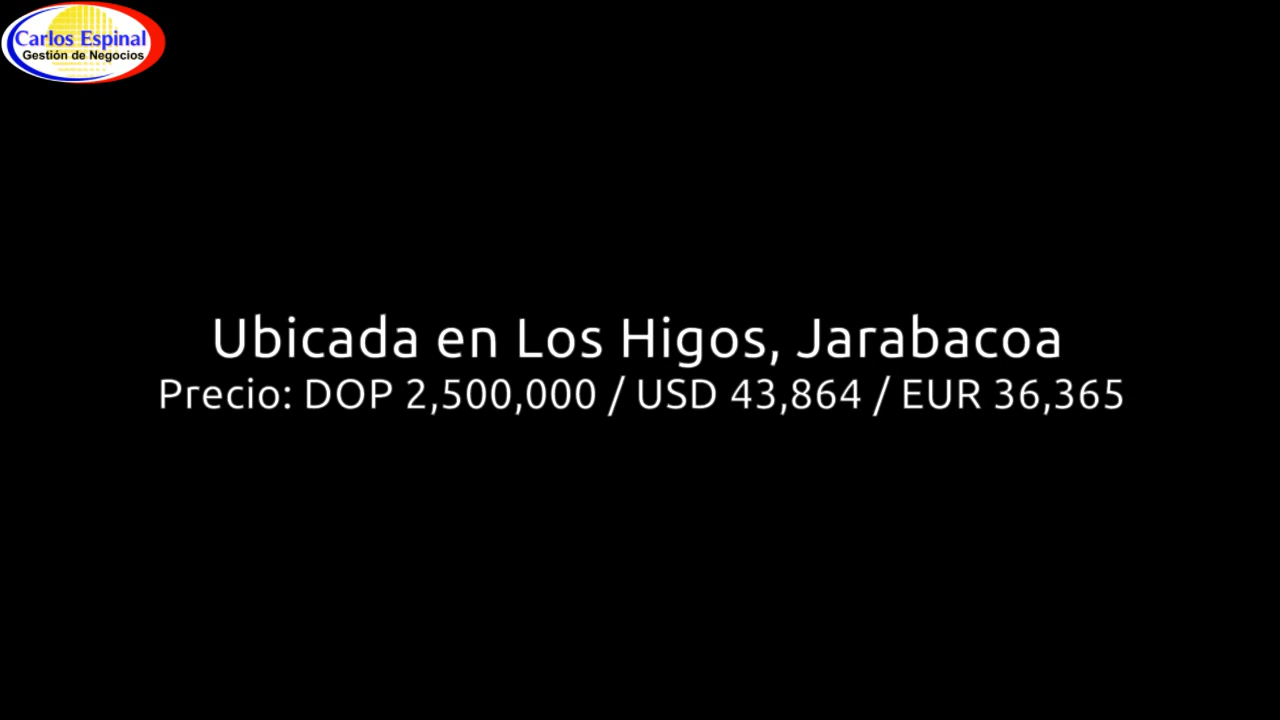 Carlos Espinal
Gestión de Negocios
Ubicada en Los Higos, Jarabacoa
Precio: DOP 2,500,000 / USD 43,864 / EUR 36,365